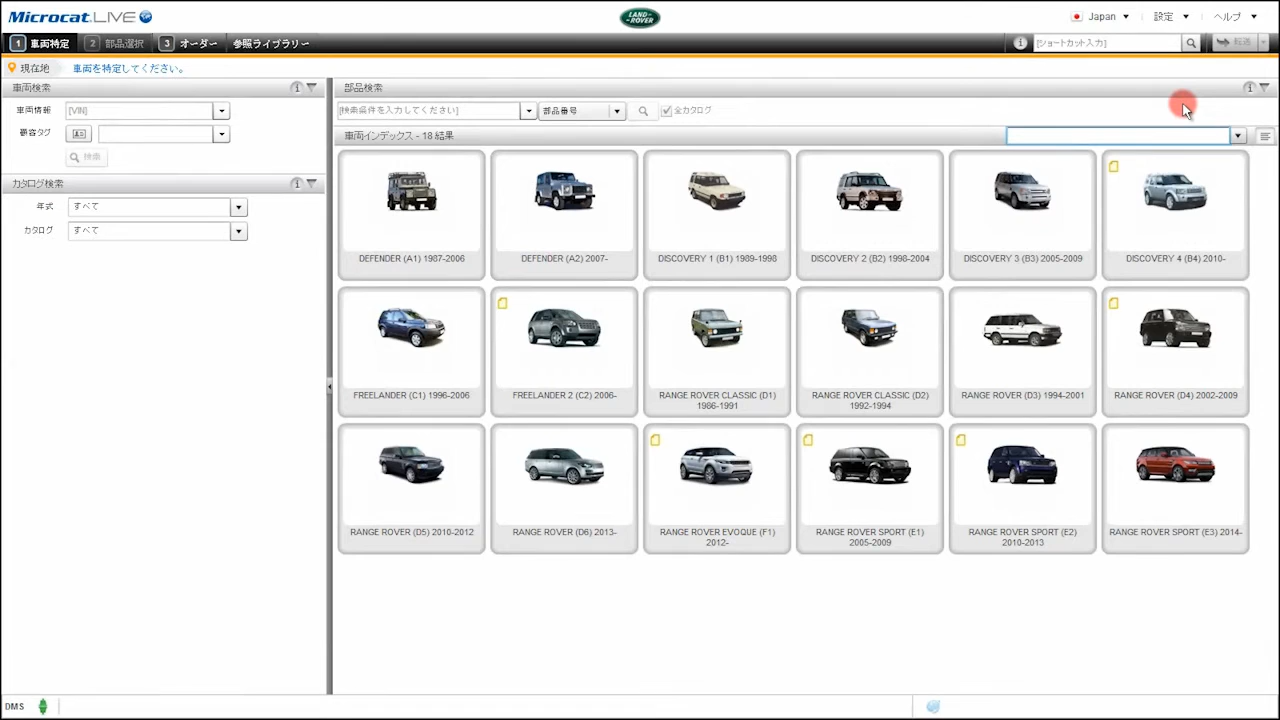 Microcat.LIVE
LAND-ROVER
Japan
設定
ヘルプ
1 車両特定
2 部品選択
3 オーダー
参照ライブラリー
[ショートカット入力]
転送
現在地
車両を特定してください。
車両検索
部品検索
車両情報
[VIN]
[検索条件を入力してください]
部品番号
全カタログ
顧客タグ
検索
車両インデックス - 18 結果
カタログ検索
年式
すべて
カタログ
すべて
DEFENDER (A1) 1987-2006
DEFENDER (A2) 2007-
DISCOVERY 1 (B1) 1989-1998
DISCOVERY 2 (B2) 1998-2004
DISCOVERY 3 (B3) 2005-2009
DISCOVERY 4 (B4) 2010-
FREELANDER (C1) 1996-2006
FREELANDER 2 (C2) 2006-
RANGE ROVER CLASSIC (D1)
1986-1991
RANGE ROVER CLASSIC (D2)
1992-1994
RANGE ROVER (D3) 1994-2001
RANGE ROVER (D4) 2002-2009
RANGE ROVER (D5) 2010-2012
RANGE ROVER (D6) 2013-
RANGE ROVER EVOQUE (F1)
2012-
RANGE ROVER SPORT (E1)
2005-2009
RANGE ROVER SPORT (E2)
2010-2013
RANGE ROVER SPORT (E3) 2014-
DMS